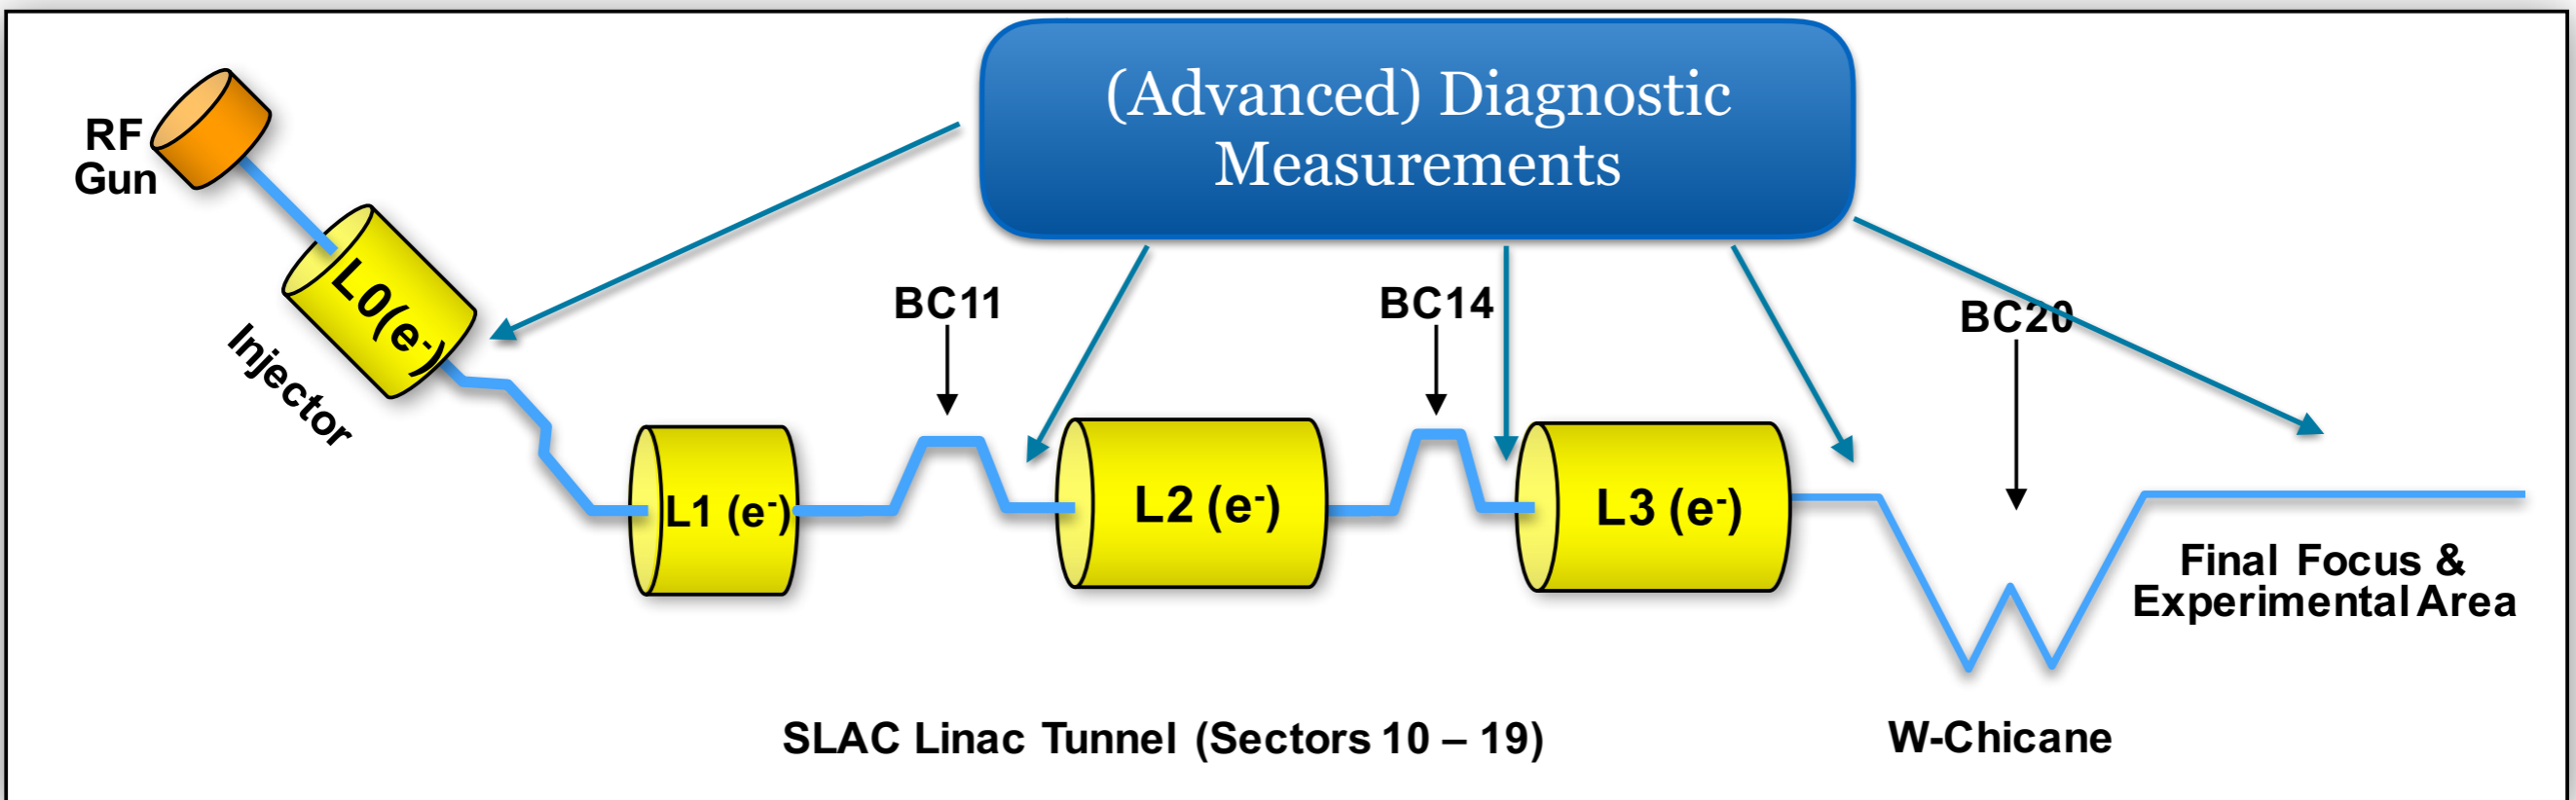 (Advanced) Diagnostic
Measurements
RF
Gun
L0(e-)
Injector
BC11
BC14
BC20
L1 (e-)
L2 (e-)
L3 (e-)
Final Focus &
Experimental Area
SLAC Linac Tunnel (Sectors 10 – 19)
W-Chicane